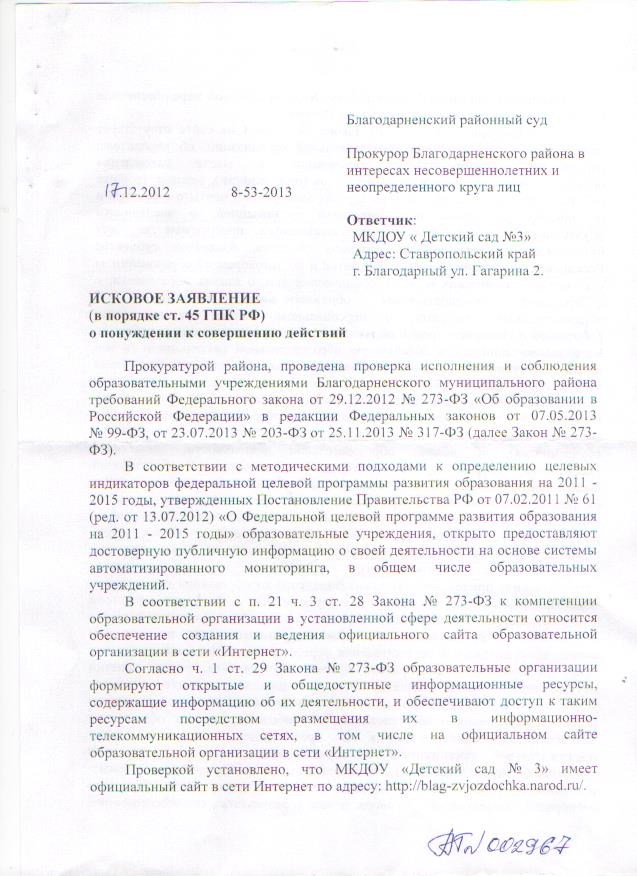 Благодарненский районный суд
Прокурор Благодарненского района в
интересах несовершеннолетних и
17.12.2012 8-53-2013 неопределенного круга лиц
Ответчик:
МКДОУ « Детский сад №3»
Адрес: Ставропольский край
г. Благодарный ул. Гагарина 2.
ИСКОВОЕ ЗАЯВЛЕНИЕ
(в порядке ст. 45 ГПК РФ)
о понуждении к совершению действий
Прокуратурой района, проведена проверка исполнения и соблюдения
образовательными учреждениями Благодарненского муниципального района
требований Федерального закона от 29.12.2012 № 273-ФЗ «Об образовании в
Российской Федерации» в редакции Федеральных законов от 07.05.2013
№ 99-ФЗ, от 23.07.2013 № 203-ФЗ от 25.11.2013 № 317-ФЗ (далее Закон № 273-
ФЗ).
В соответствии с методическими подходами к определению целевых
индикаторов федеральной целевой программы развития образования на 2011 -
2015 годы, утвержденных Постановление Правительства РФ от 07.02.2011 № 61
(ред. от 13.07.2012) «О Федеральной целевой программе развития образования
на 2011 - 2015 годы» образовательные учреждения, открыто предоставляют
достоверную публичную информацию о своей деятельности на основе системы
автоматизированного мониторинга, в общем числе образовательных
учреждений.
В соответствии с п. 21 ч. 3 ст. 28 Закона № 273-ФЗ к компетенции
образовательной организации в установленной сфере деятельности относится
обеспечение создания и ведения официального сайта образовательной
организации в сети «Интернет».
Согласно ч. 1 ст. 29 Закона № 273-ФЗ образовательные организации
формируют открытые и общедоступные информационные ресурсы,
содержащие информацию об их деятельности, и обеспечивают доступ к таким
ресурсам посредством размещения их в информационно-
телекоммуникационных сетях, в том числе на официальном сайте
образовательной организации в сети «Интернет».
Проверкой установлено, что МКДОУ «Детский сад № 3» имеет
официальный сайт в сети Интернет по адресу: http://blag-zvjozdochka.narod.ru/.
002967